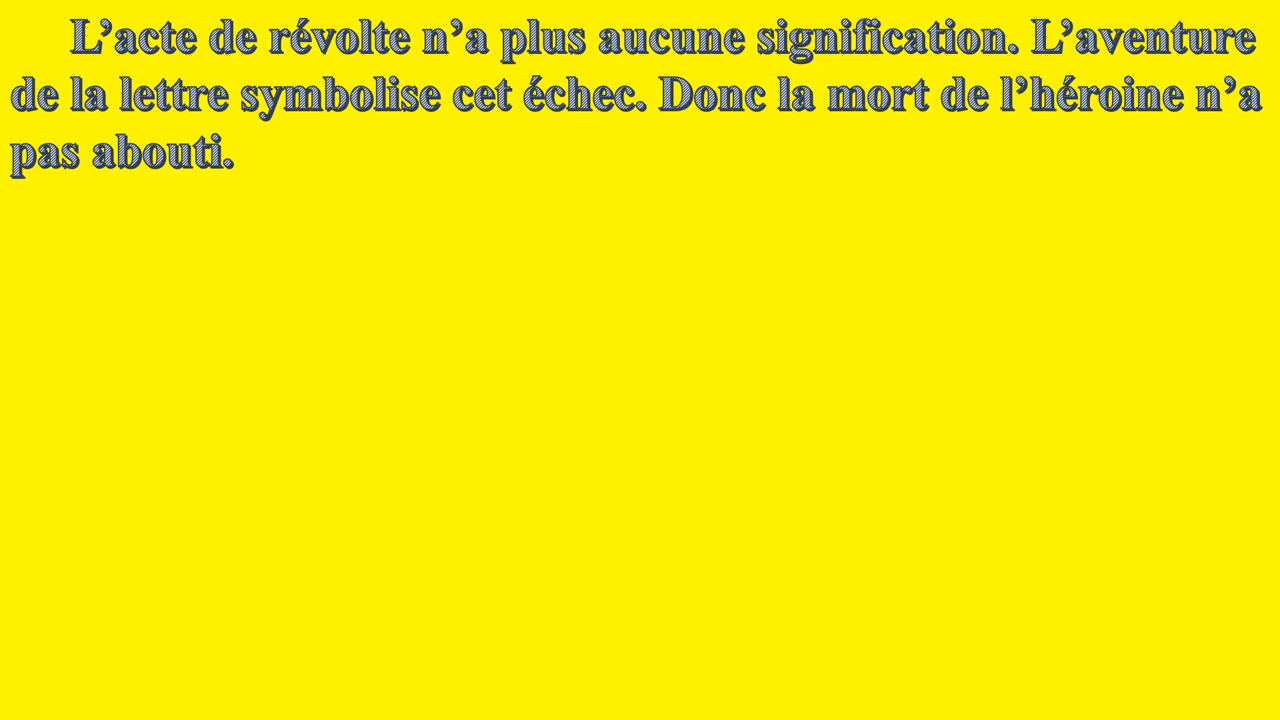 L’acte de révolte n’a plus aucune signification. L’aventure
de la lettre symbolise cet échec. Donc la mort de l’héroine n’a
pas abouti.